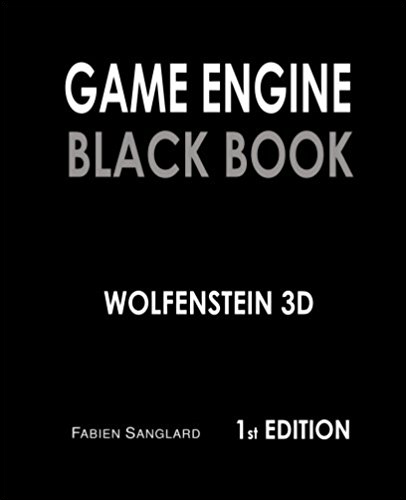 GAME ENGINE
BLACK BOOK
WOLFENSTEIN 3D
FABIEN SANGLARD 1st EDITION